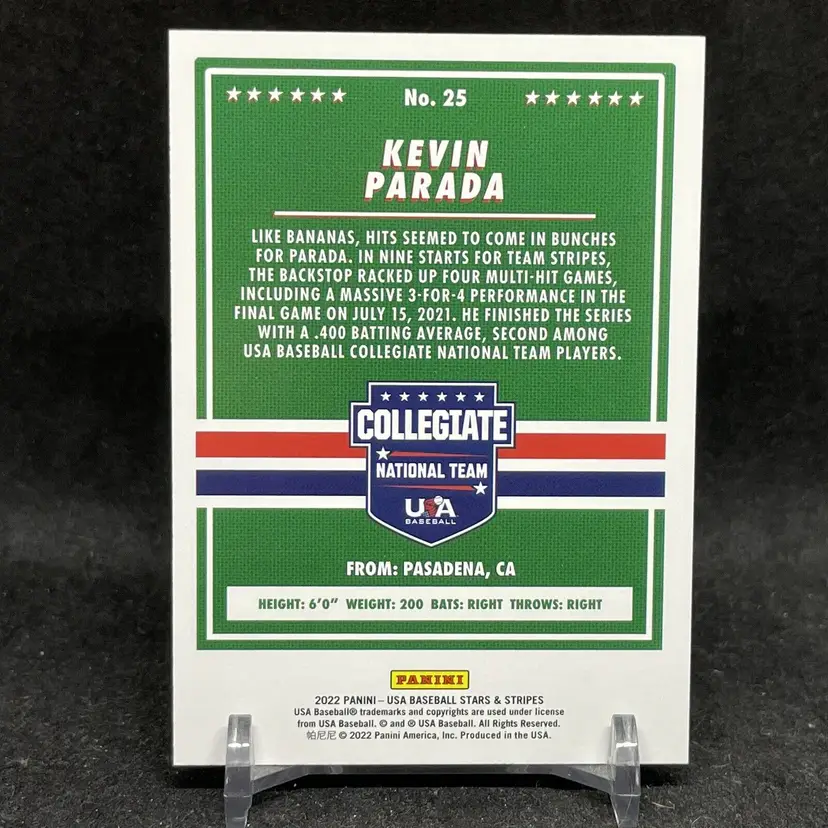 No. 25
KEVIN
PARADA
LIKE BANANAS, HITS SEEMED TO COME IN BUNCHES
FOR PARADA. IN NINE STARTS FOR TEAM STRIPES,
THE BACKSTOP RACKED UP FOUR MULTI-HIT GAMES,
INCLUDING A MASSIVE 3-FOR-4 PERFORMANCE IN THE
FINAL GAME ON JULY 15, 2021. HE FINISHED THE SERIES
WITH A .400 BATTING AVERAGE, SECOND AMONG
USA BASEBALL COLLEGIATE NATIONAL TEAM PLAYERS.
COLLEGIATE
NATIONAL TEAM
USA
BASEBALL
FROM: PASADENA, CA
HEIGHT: 6'0" WEIGHT: 200 BATS: RIGHT THROWS: RIGHT
PANINI
2022 PANINI – USA BASEBALL STARS & STRIPES
USA Baseball® trademarks and copyrights are used under license
from USA Baseball. © and ® USA Baseball. All Rights Reserved.
帕尼尼 © 2022 Panini America, Inc. Produced in the USA.